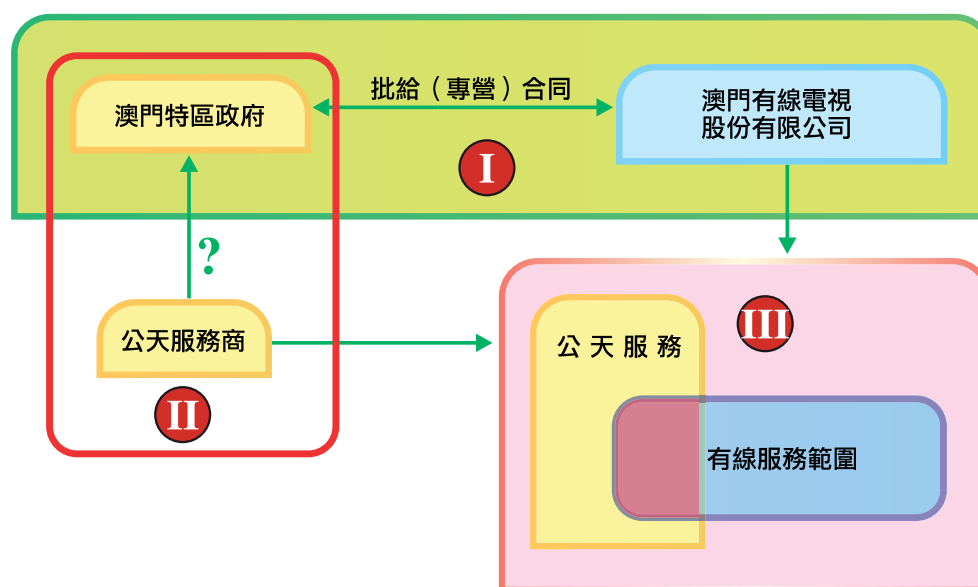 澳門特區政府
批給（專營）合同
澳門有線電視
股份有限公司
I
?
公天服務商
II
III
公天服務
有線服務範圍